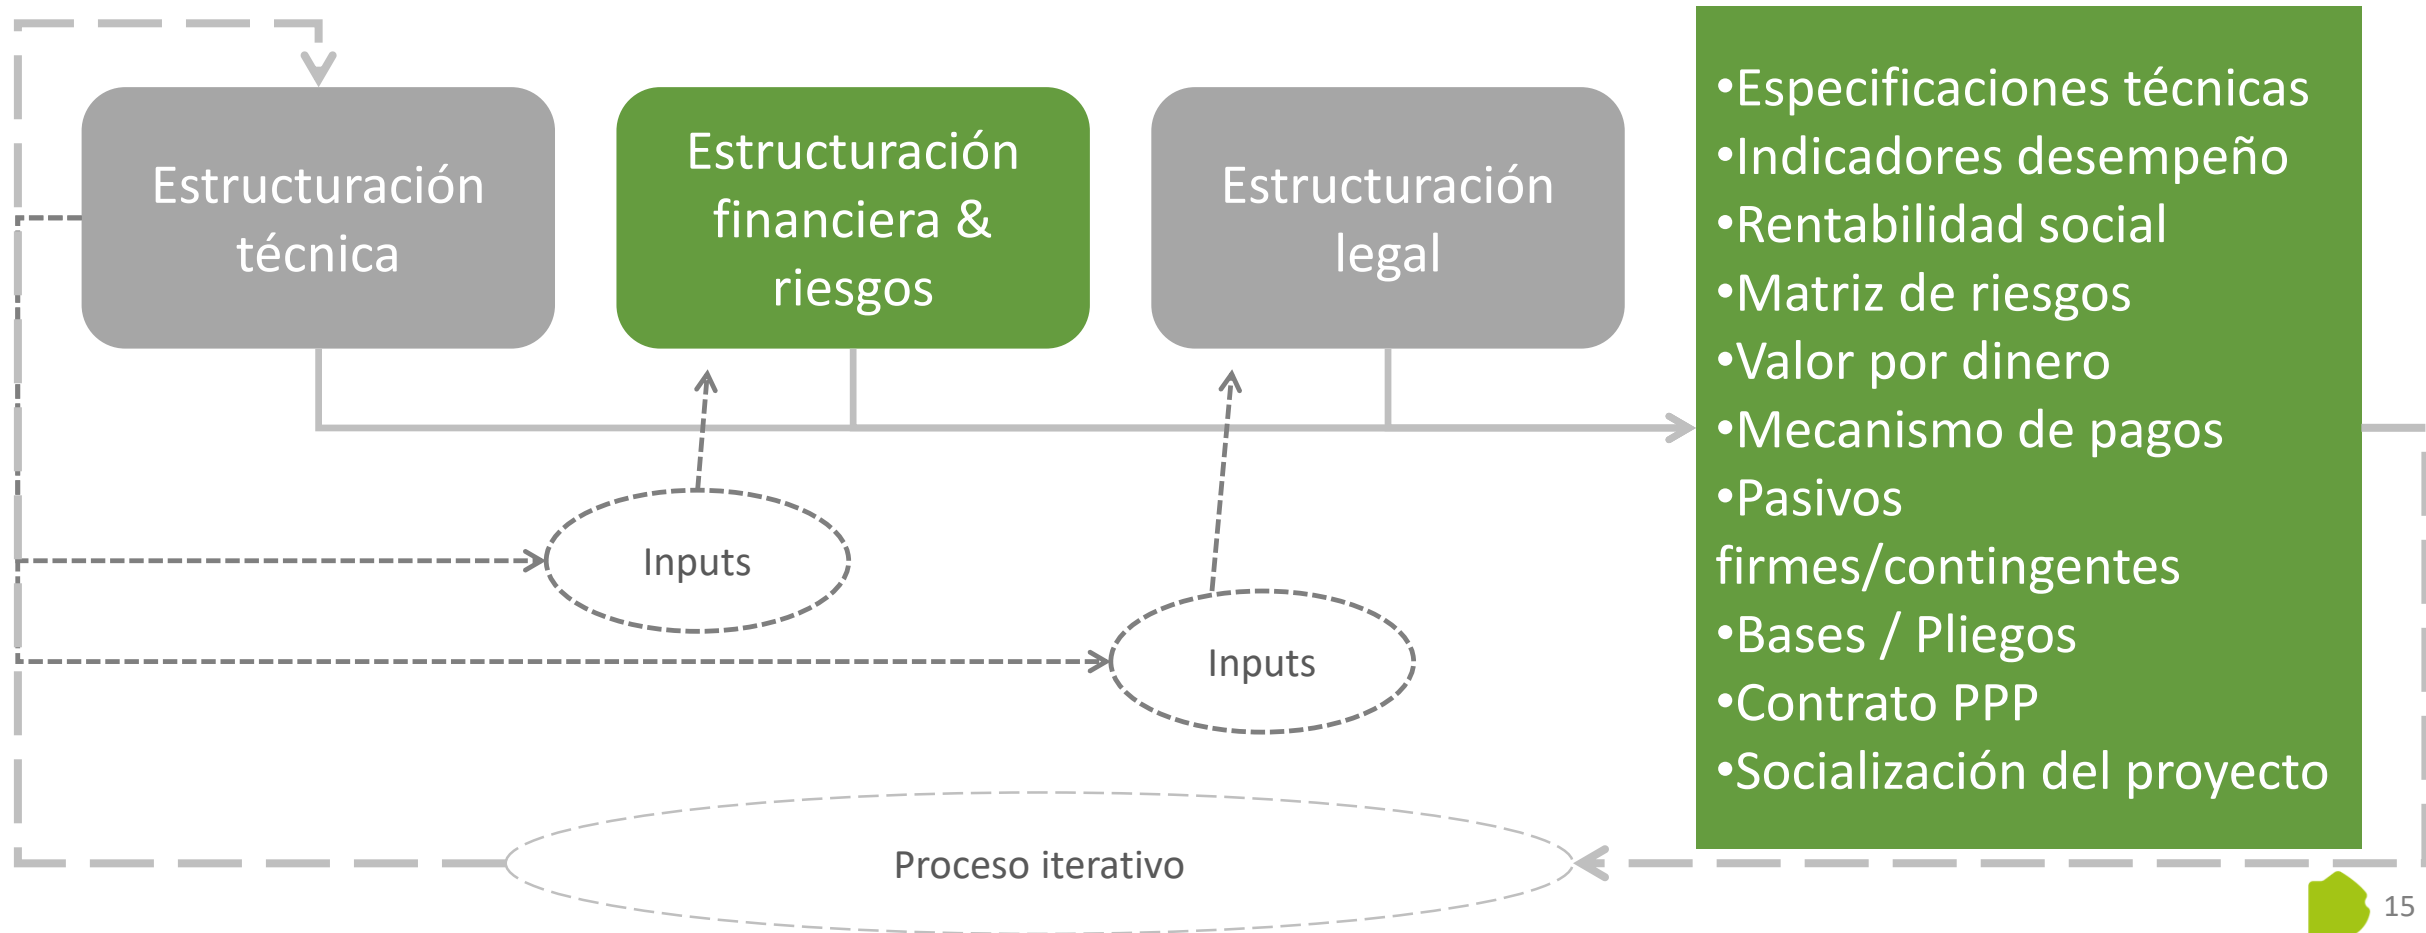 Estructuración
técnica
Estructuración
financiera &
riesgos
Estructuración
legal
•Especificaciones técnicas
•Indicadores desempeño
•Rentabilidad social
•Matriz de riesgos
•Valor por dinero
•Mecanismo de pagos
•Pasivos
firmes/contingentes
•Bases / Pliegos
•Contrato PPP
•Socialización del proyecto
Inputs
Inputs
Proceso iterativo
15